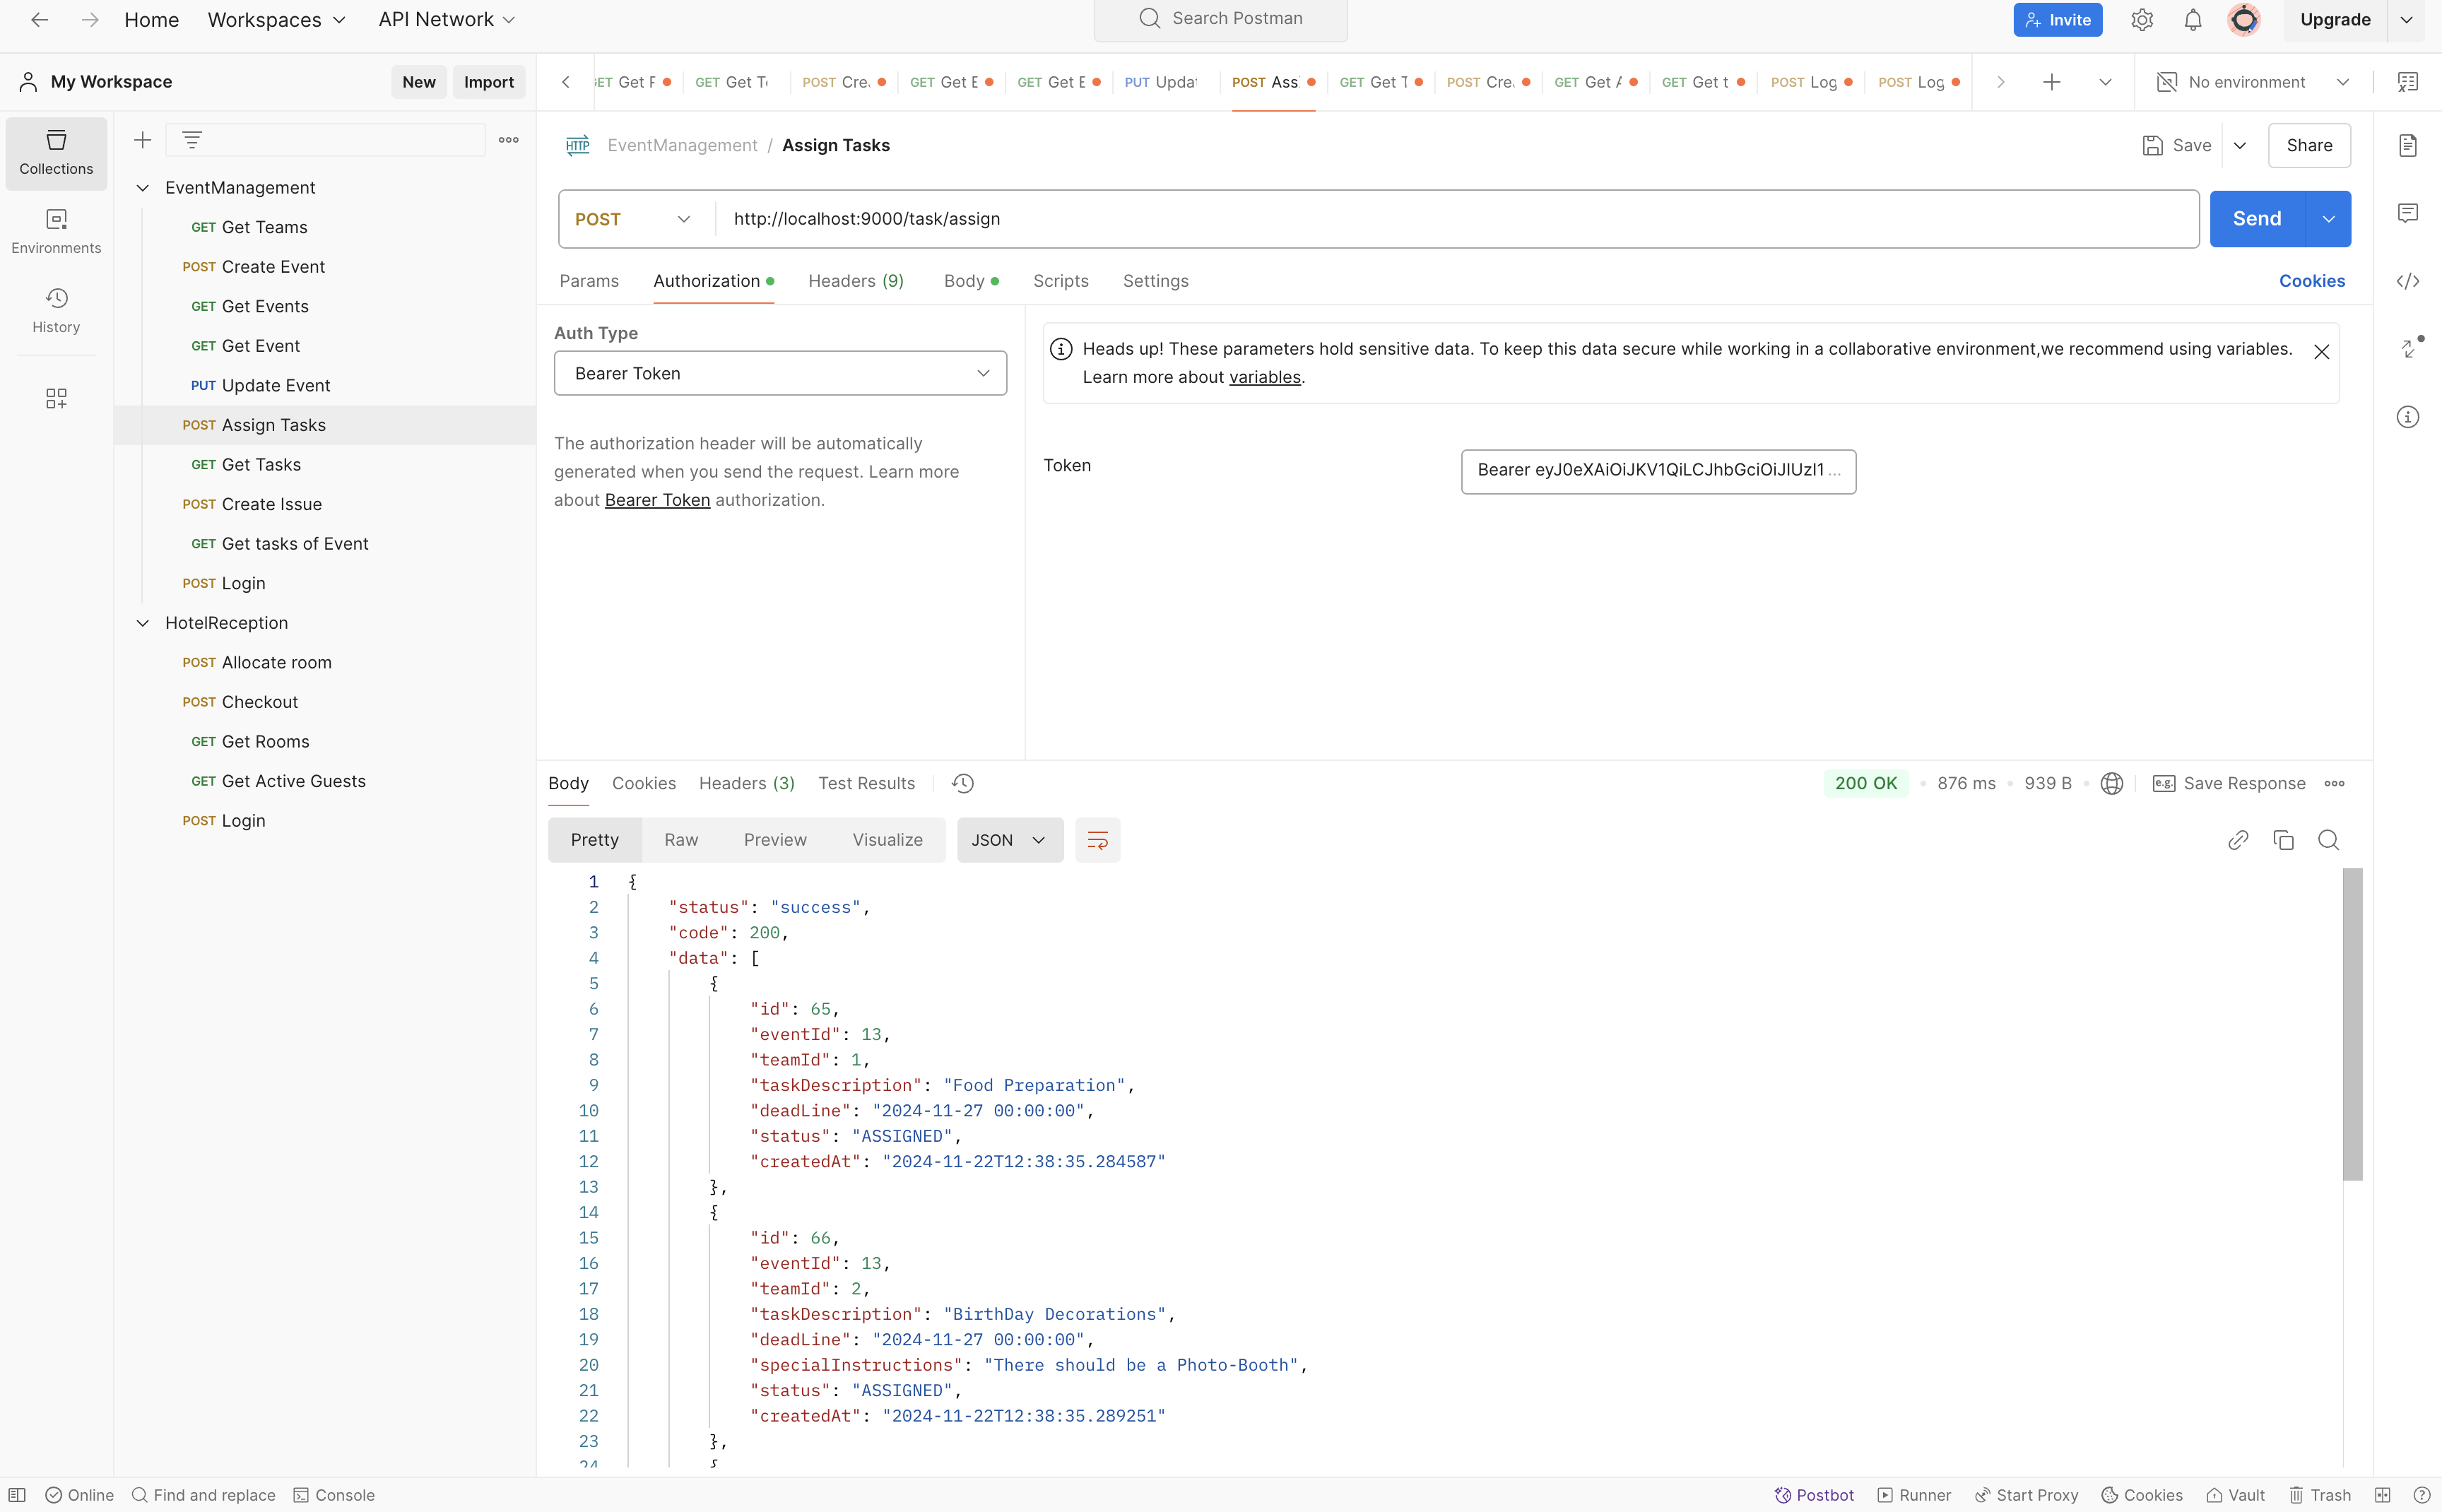 Home Workspaces API Network Search Postman Invite Upgrade
My Workspace New Import
GET Get F GET Get T POST Cre. GET Get E GET Get E PUT Updat POST Ass GET Get T POST Cre. GET Get A GET Get t POST Log POST Log No environment
Collections
Environments
History
EventManagement
GET Get Teams
POST Create Event
GET Get Events
GET Get Event
PUT Update Event
POST Assign Tasks
GET Get Tasks
POST Create Issue
GET Get tasks of Event
POST Login
HotelReception
POST Allocate room
POST Checkout
GET Get Rooms
GET Get Active Guests
POST Login
HTTP EventManagement / Assign Tasks Save Share
POST http://localhost:9000/task/assign Send
Params Authorization Headers (9) Body Scripts Settings Cookies
Auth Type
Bearer Token
The authorization header will be automatically
generated when you send the request. Learn more
about Bearer Token authorization.
Heads up! These parameters hold sensitive data. To keep this data secure while working in a collaborative environment,we recommend using variables.
Learn more about variables.
Token Bearer eyJ0eXAiOiJKV1QiLCJhbGciOiJIUzI1 ...
Body Cookies Headers (3) Test Results 200 OK • 876 ms • 939 B • e.g. Save Response
Pretty Raw Preview Visualize JSON
1 {
2 "status": "success",
3 "code": 200,
4 "data": [
5 {
6 "id": 65,
7 "eventId": 13,
8 "teamId": 1,
9 "taskDescription": "Food Preparation",
10 "deadLine": "2024-11-27 00:00:00",
11 "status": "ASSIGNED",
12 "createdAt": "2024-11-22T12:38:35.284587"
13 },
14 {
15 "id": 66,
16 "eventId": 13,
17 "teamId": 2,
18 "taskDescription": "BirthDay Decorations",
19 "deadLine": "2024-11-27 00:00:00",
20 "specialInstructions": "There should be a Photo-Booth",
21 "status": "ASSIGNED",
22 "createdAt": "2024-11-22T12:38:35.289251"
23 },
24 {
Online Find and replace Console Postbot Runner Start Proxy Cookies Vault Trash